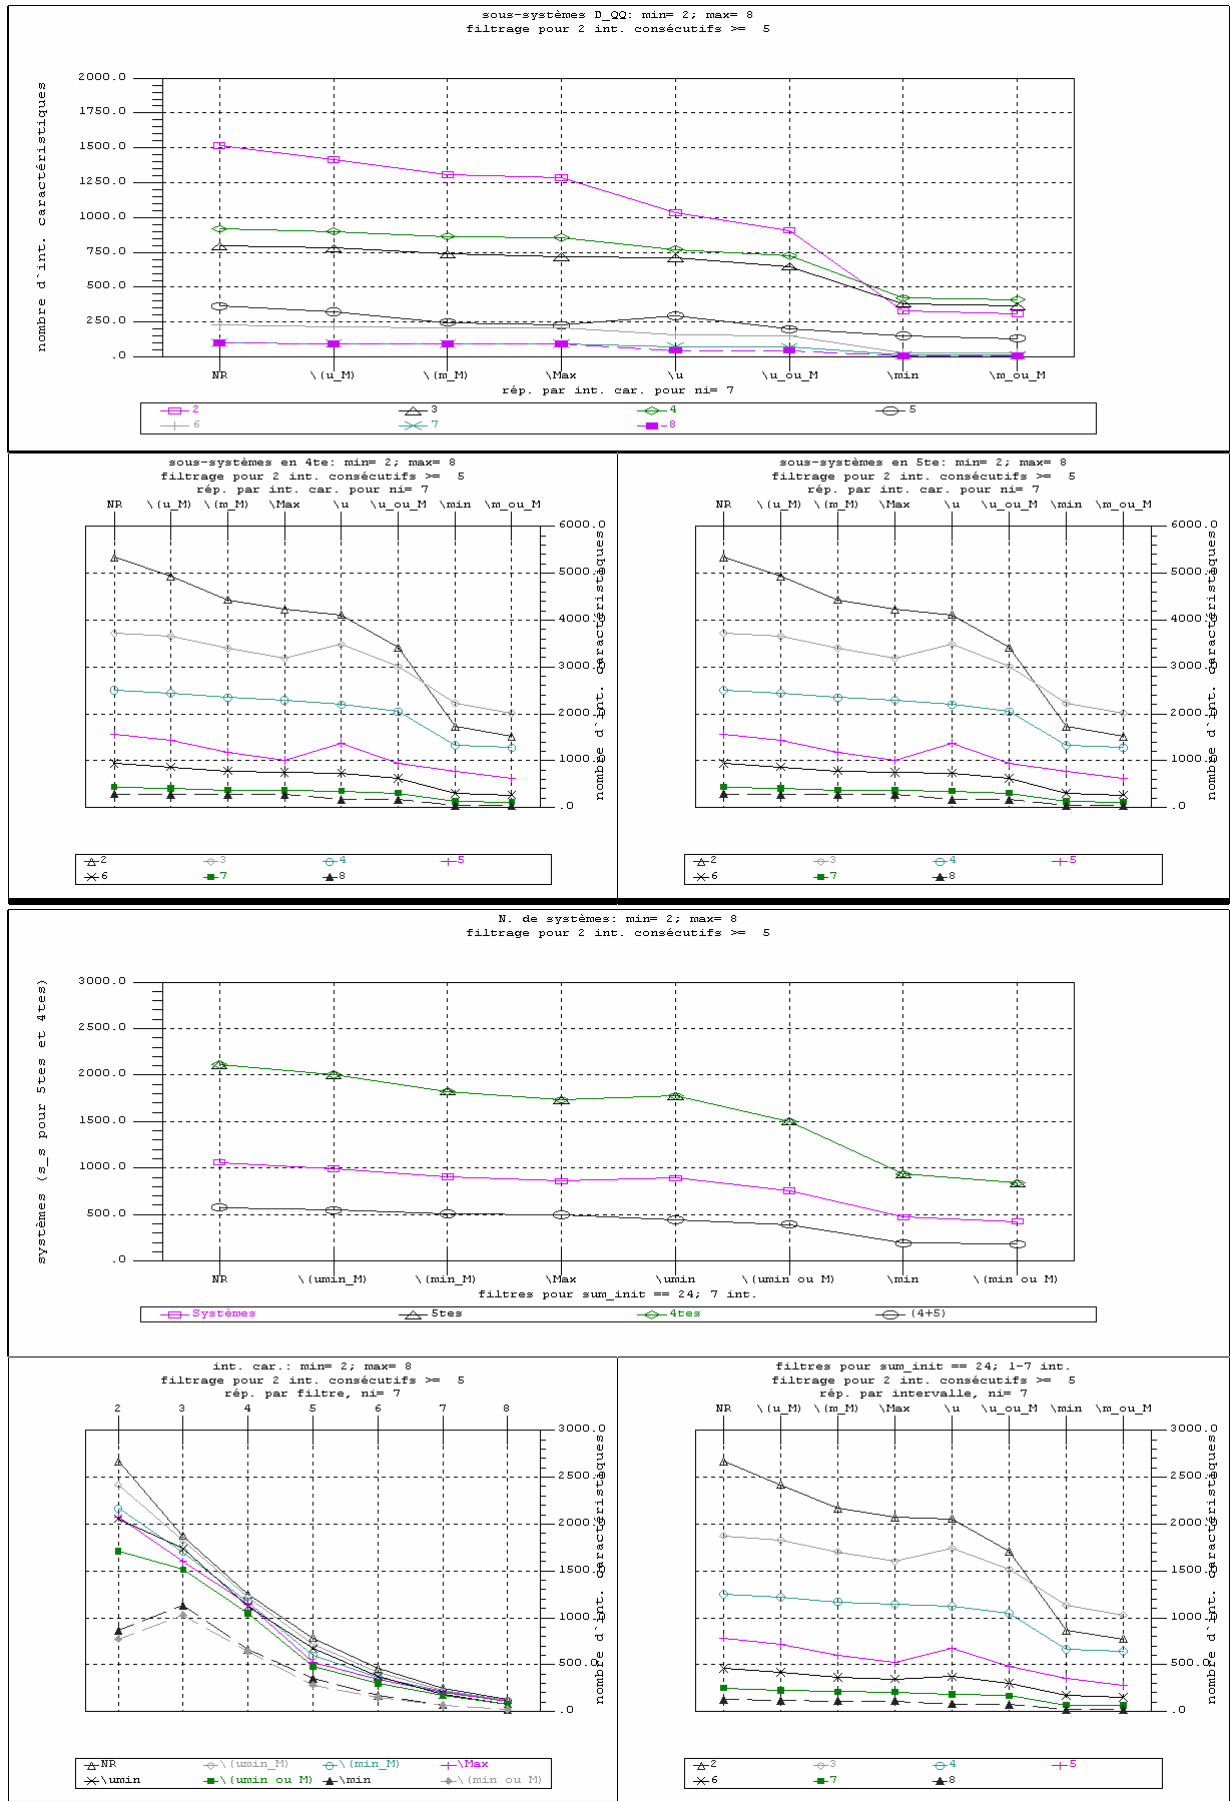 sous-systèmes D_QQ: min= 2; max= 8
filtrage pour 2 int. consécutifs >= 5
nombre d`int. caractéristiques
2000.0
1750.0
1500.0
1250.0
1000.0
750.0
500.0
250.0
.0
NR \(u_M) \(m_M) \Max \u \u_ou_M \min \m_ou_M
rép. par int. car. pour ni= 7
2 3 4 5
6 7 8
sous-systèmes en 4te: min= 2; max= 8
filtrage pour 2 int. consécutifs >= 5
rép. par int. car. pour ni= 7
NR \(u_M) \(m_M) \Max \u \u_ou_M \min \m_ou_M
6000.0
5000.0
4000.0
3000.0
2000.0
1000.0
.0
nombre d`int. caractéristiques
2 3 4 5
6 7 8
sous-systèmes en 5te: min= 2; max= 8
filtrage pour 2 int. consécutifs >= 5
rép. par int. car. pour ni= 7
NR \(u_M) \(m_M) \Max \u \u_ou_M \min \m_ou_M
6000.0
5000.0
4000.0
3000.0
2000.0
1000.0
.0
nombre d`int. caractéristiques
2 3 4 5
6 7 8
N. de systèmes: min= 2; max= 8
filtrage pour 2 int. consécutifs >= 5
systèmes (s_s pour 5tes et 4tes)
3000.0
2500.0
2000.0
1500.0
1000.0
500.0
.0
NR \(umin_M) \(min_M) \Max \umin \(umin ou M) \min \(min ou M)
filtres pour sum_init == 24; 7 int.
Systèmes 5tes 4tes (4+5)
int. car.: min= 2; max= 8
filtrage pour 2 int. consécutifs >= 5
rép. par filtre, ni= 7
2 3 4 5 6 7 8
3000.0
2500.0
2000.0
1500.0
1000.0
500.0
.0
nombre d`int. caractéristiques
NR \(umin_M) \(min_M) \Max
\umin \(umin ou M) \min \(min ou M)
filtres pour sum_init == 24; 1-7 int.
filtrage pour 2 int. consécutifs >= 5
rép. par intervalle, ni= 7
NR \(u_M) \(m_M) \Max \u \u_ou_M \min \m_ou_M
3000.0
2500.0
2000.0
1500.0
1000.0
500.0
.0
nombre d`int. caractéristiques
2 3 4 5
6 7 8